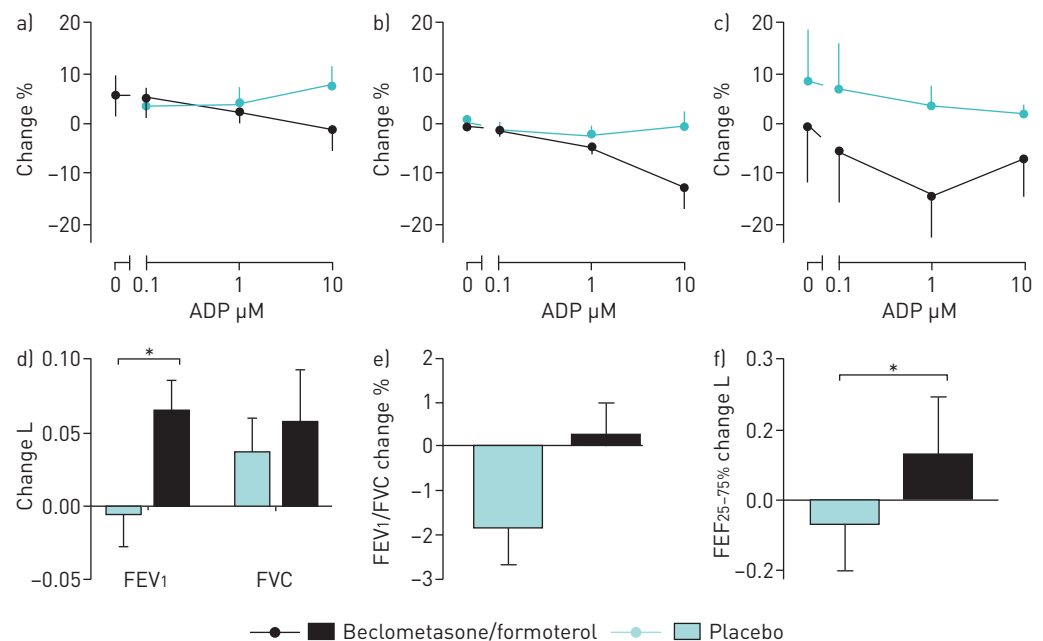 a) b) c)
20 20 20
10 10 10
0 0 0
−10 −10 −10
−20 −20 −20
Change % Change % Change %
0 0.1 1 10 0 0.1 1 10 0 0.1 1 10
ADP µM ADP µM ADP µM
d) e) f)
0.10 2 0.3
* *
1
0.05 0 0.2
−1
0.00 0.0
−2
−0.05 −3 −0.2
Change L FEV1/FVC change % FEF25–75% change L
FEV1 FVC
Beclometasone/formoterol Placebo